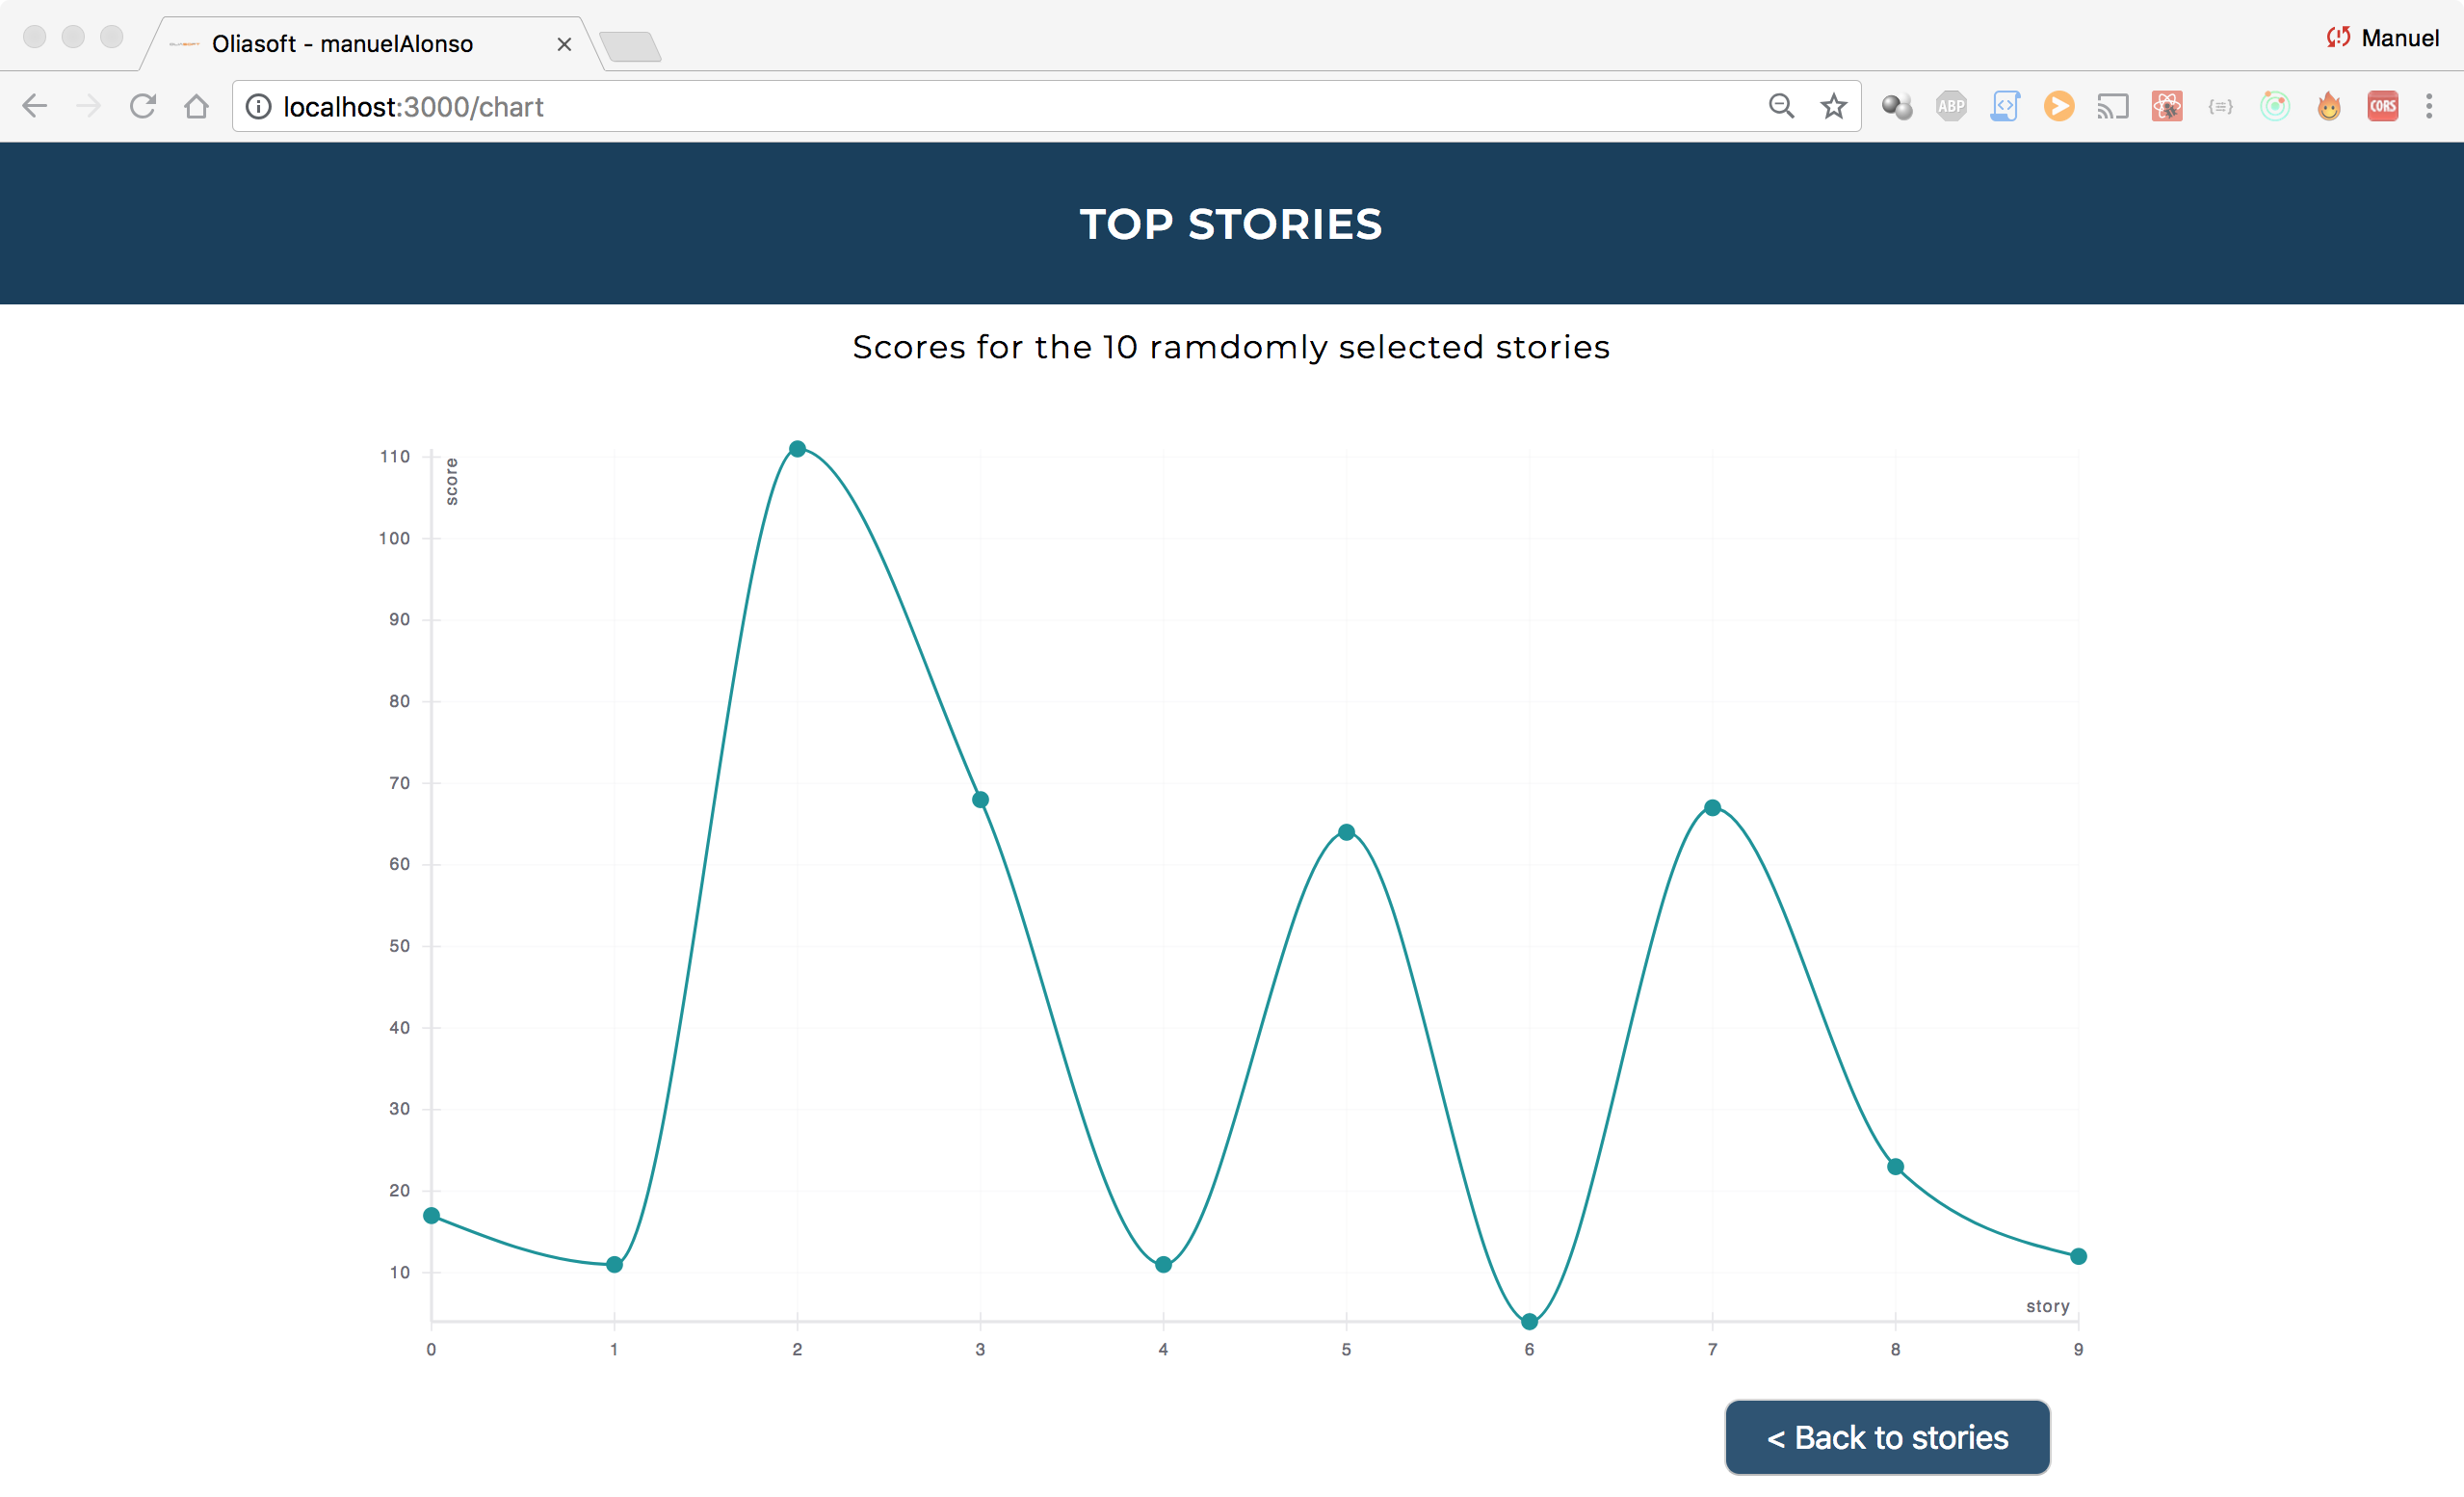 Oliasoft - manuelAlonso
Manuel
localhost:3000/chart
ABP
CORS
TOP STORIES
Scores for the 10 ramdomly selected stories
score
110
100
90
80
70
60
50
40
30
20
10
story
0 1 2 3 4 5 6 7 8 9
< Back to stories